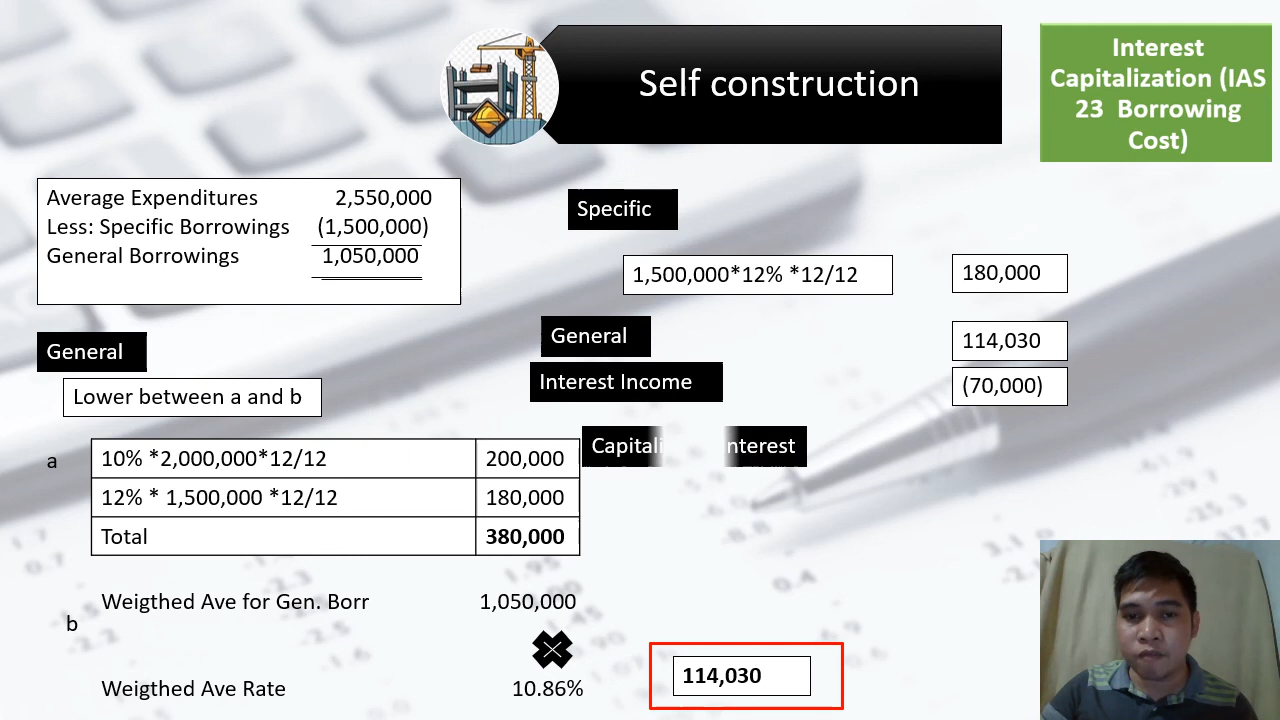 Self construction
Interest
Capitalization (IAS
23 Borrowing
Cost)
Average Expenditures 2,550,000
Less: Specific Borrowings (1,500,000)
General Borrowings 1,050,000
Specific
1,500,000*12% *12/12 180,000
General 114,030
Interest Income (70,000)
General
Lower between a and b
Capitali nterest
a
10% *2,000,000*12/12 200,000
12% * 1,500,000 *12/12 180,000
Total 380,000
Weigthed Ave for Gen. Borr 1,050,000
b
Weigthed Ave Rate 10.86%
114,030